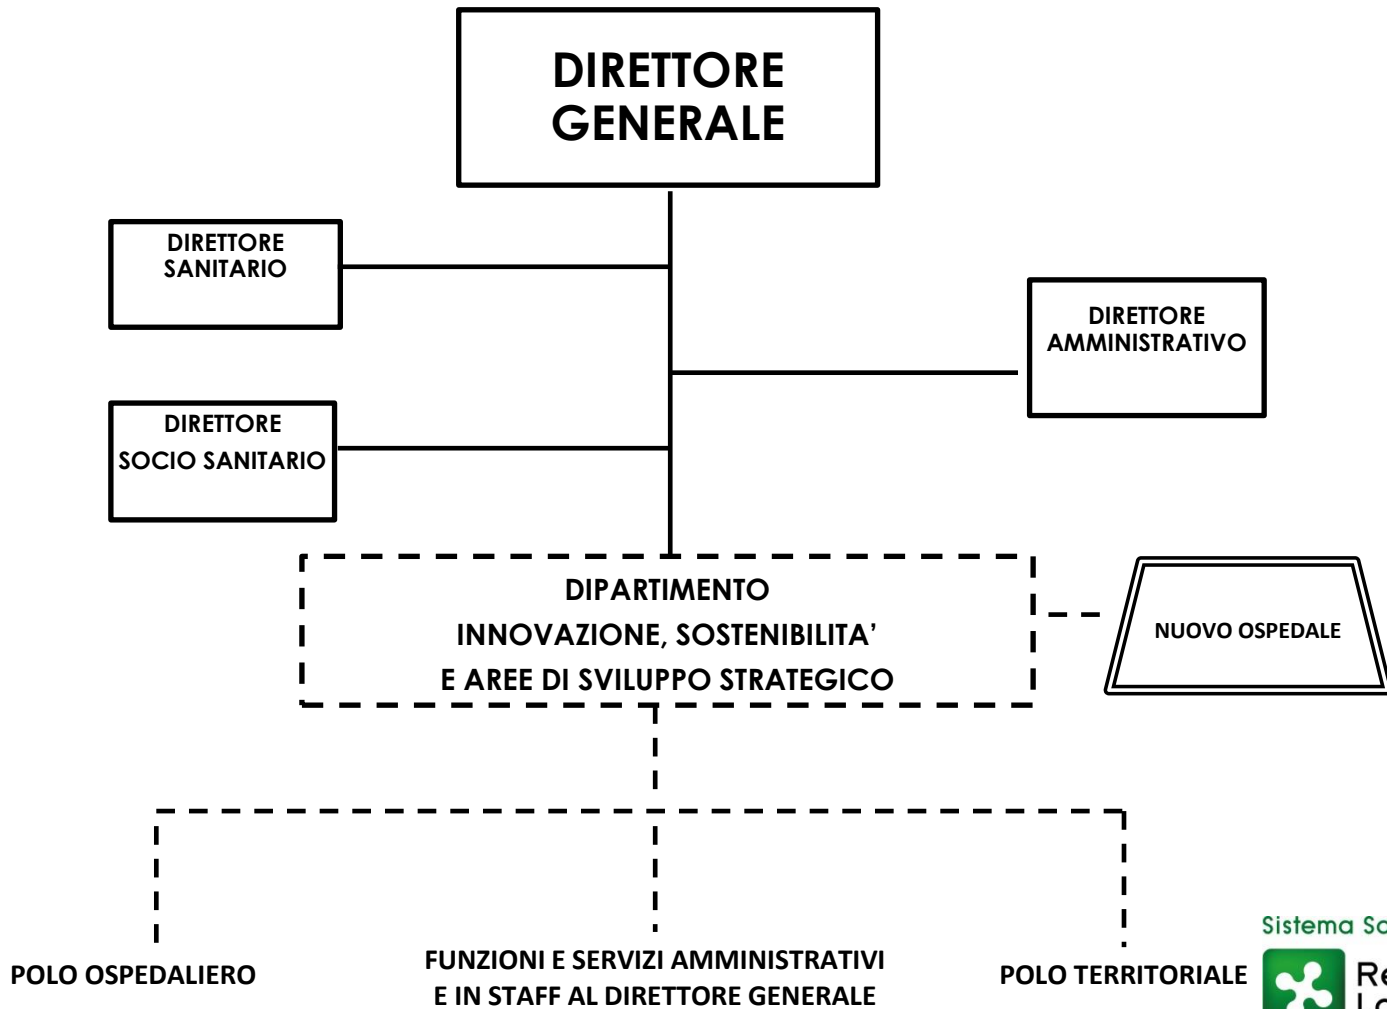 DIRETTORE
GENERALE
DIRETTORE
SANITARIO
DIRETTORE
AMMINISTRATIVO
DIRETTORE
SOCIO SANITARIO
DIPARTIMENTO
INNOVAZIONE, SOSTENIBILITA’
E AREE DI SVILUPPO STRATEGICO
NUOVO OSPEDALE
POLO OSPEDALIERO
FUNZIONI E SERVIZI AMMINISTRATIVI
E IN STAFF AL DIRETTORE GENERALE
POLO TERRITORIALE
Sistema